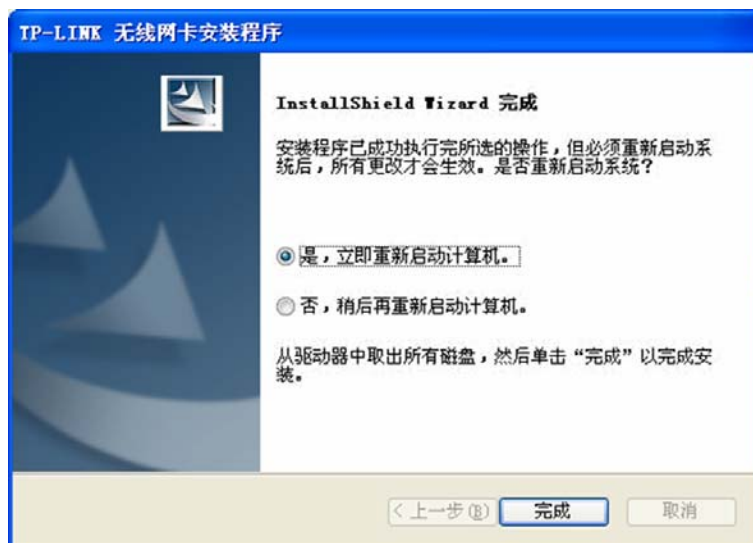 TP-LINK 无线网卡安装程序
InstallShield Wizard 完成
安装程序已成功执行完所选的操作，但必须重新启动系
统后，所有更改才会生效。是否重新启动系统？
是，立即重新启动计算机。
否，稍后再重新启动计算机。
从驱动器中取出所有磁盘，然后单击“完成”以完成安
装。
< 上一步(B)
完成
取消